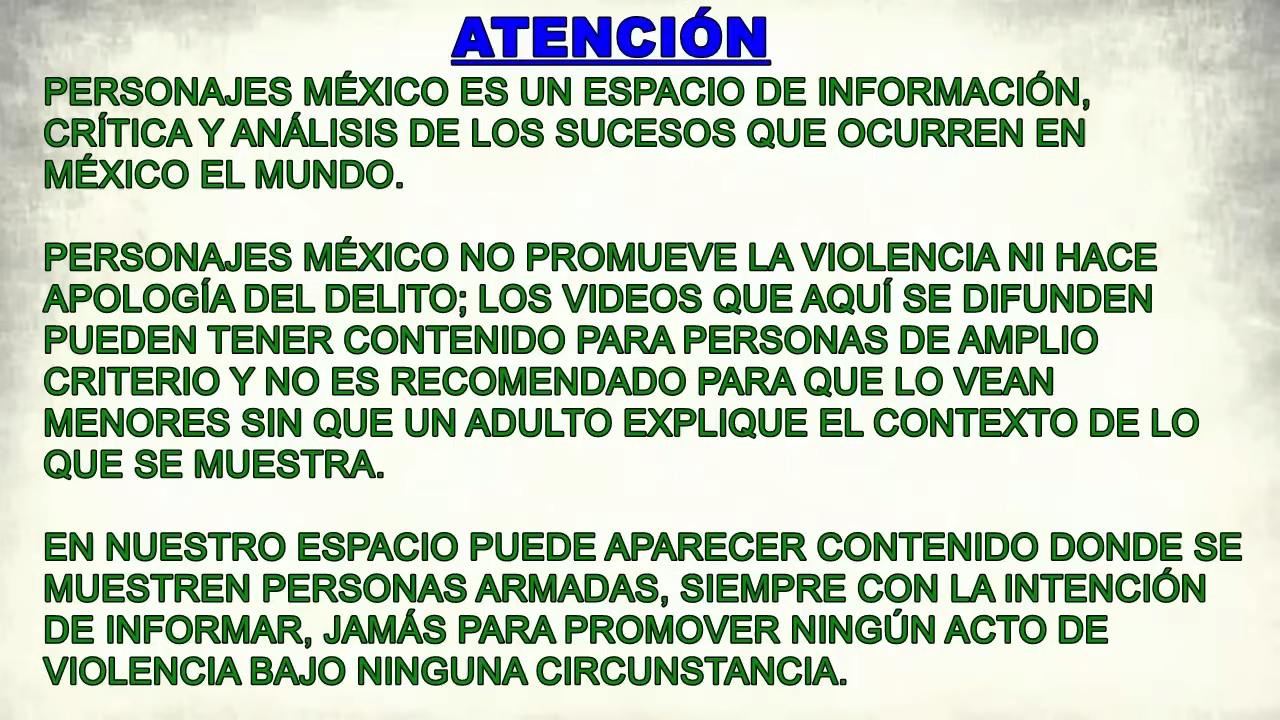 ATENCIÓN
PERSONAJES MÉXICO ES UN ESPACIO DE INFORMACIÓN,
CRÍTICA Y ANÁLISIS DE LOS SUCESOS QUE OCURREN EN
MÉXICO EL MUNDO.
PERSONAJES MÉXICO NO PROMUEVE LA VIOLENCIA NI HACE
APOLOGÍA DEL DELITO; LOS VIDEOS QUE AQUÍ SE DIFUNDEN
PUEDEN TENER CONTENIDO PARA PERSONAS DE AMPLIO
CRITERIO Y NO ES RECOMENDADO PARA QUE LO VEAN
MENORES SIN QUE UN ADULTO EXPLIQUE EL CONTEXTO DE LO
QUE SE MUESTRA.
EN NUESTRO ESPACIO PUEDE APARECER CONTENIDO DONDE SE
MUESTREN PERSONAS ARMADAS, SIEMPRE CON LA INTENCIÓN
DE INFORMAR, JAMÁS PARA PROMOVER NINGÚN ACTO DE
VIOLENCIA BAJO NINGUNA CIRCUNSTANCIA.